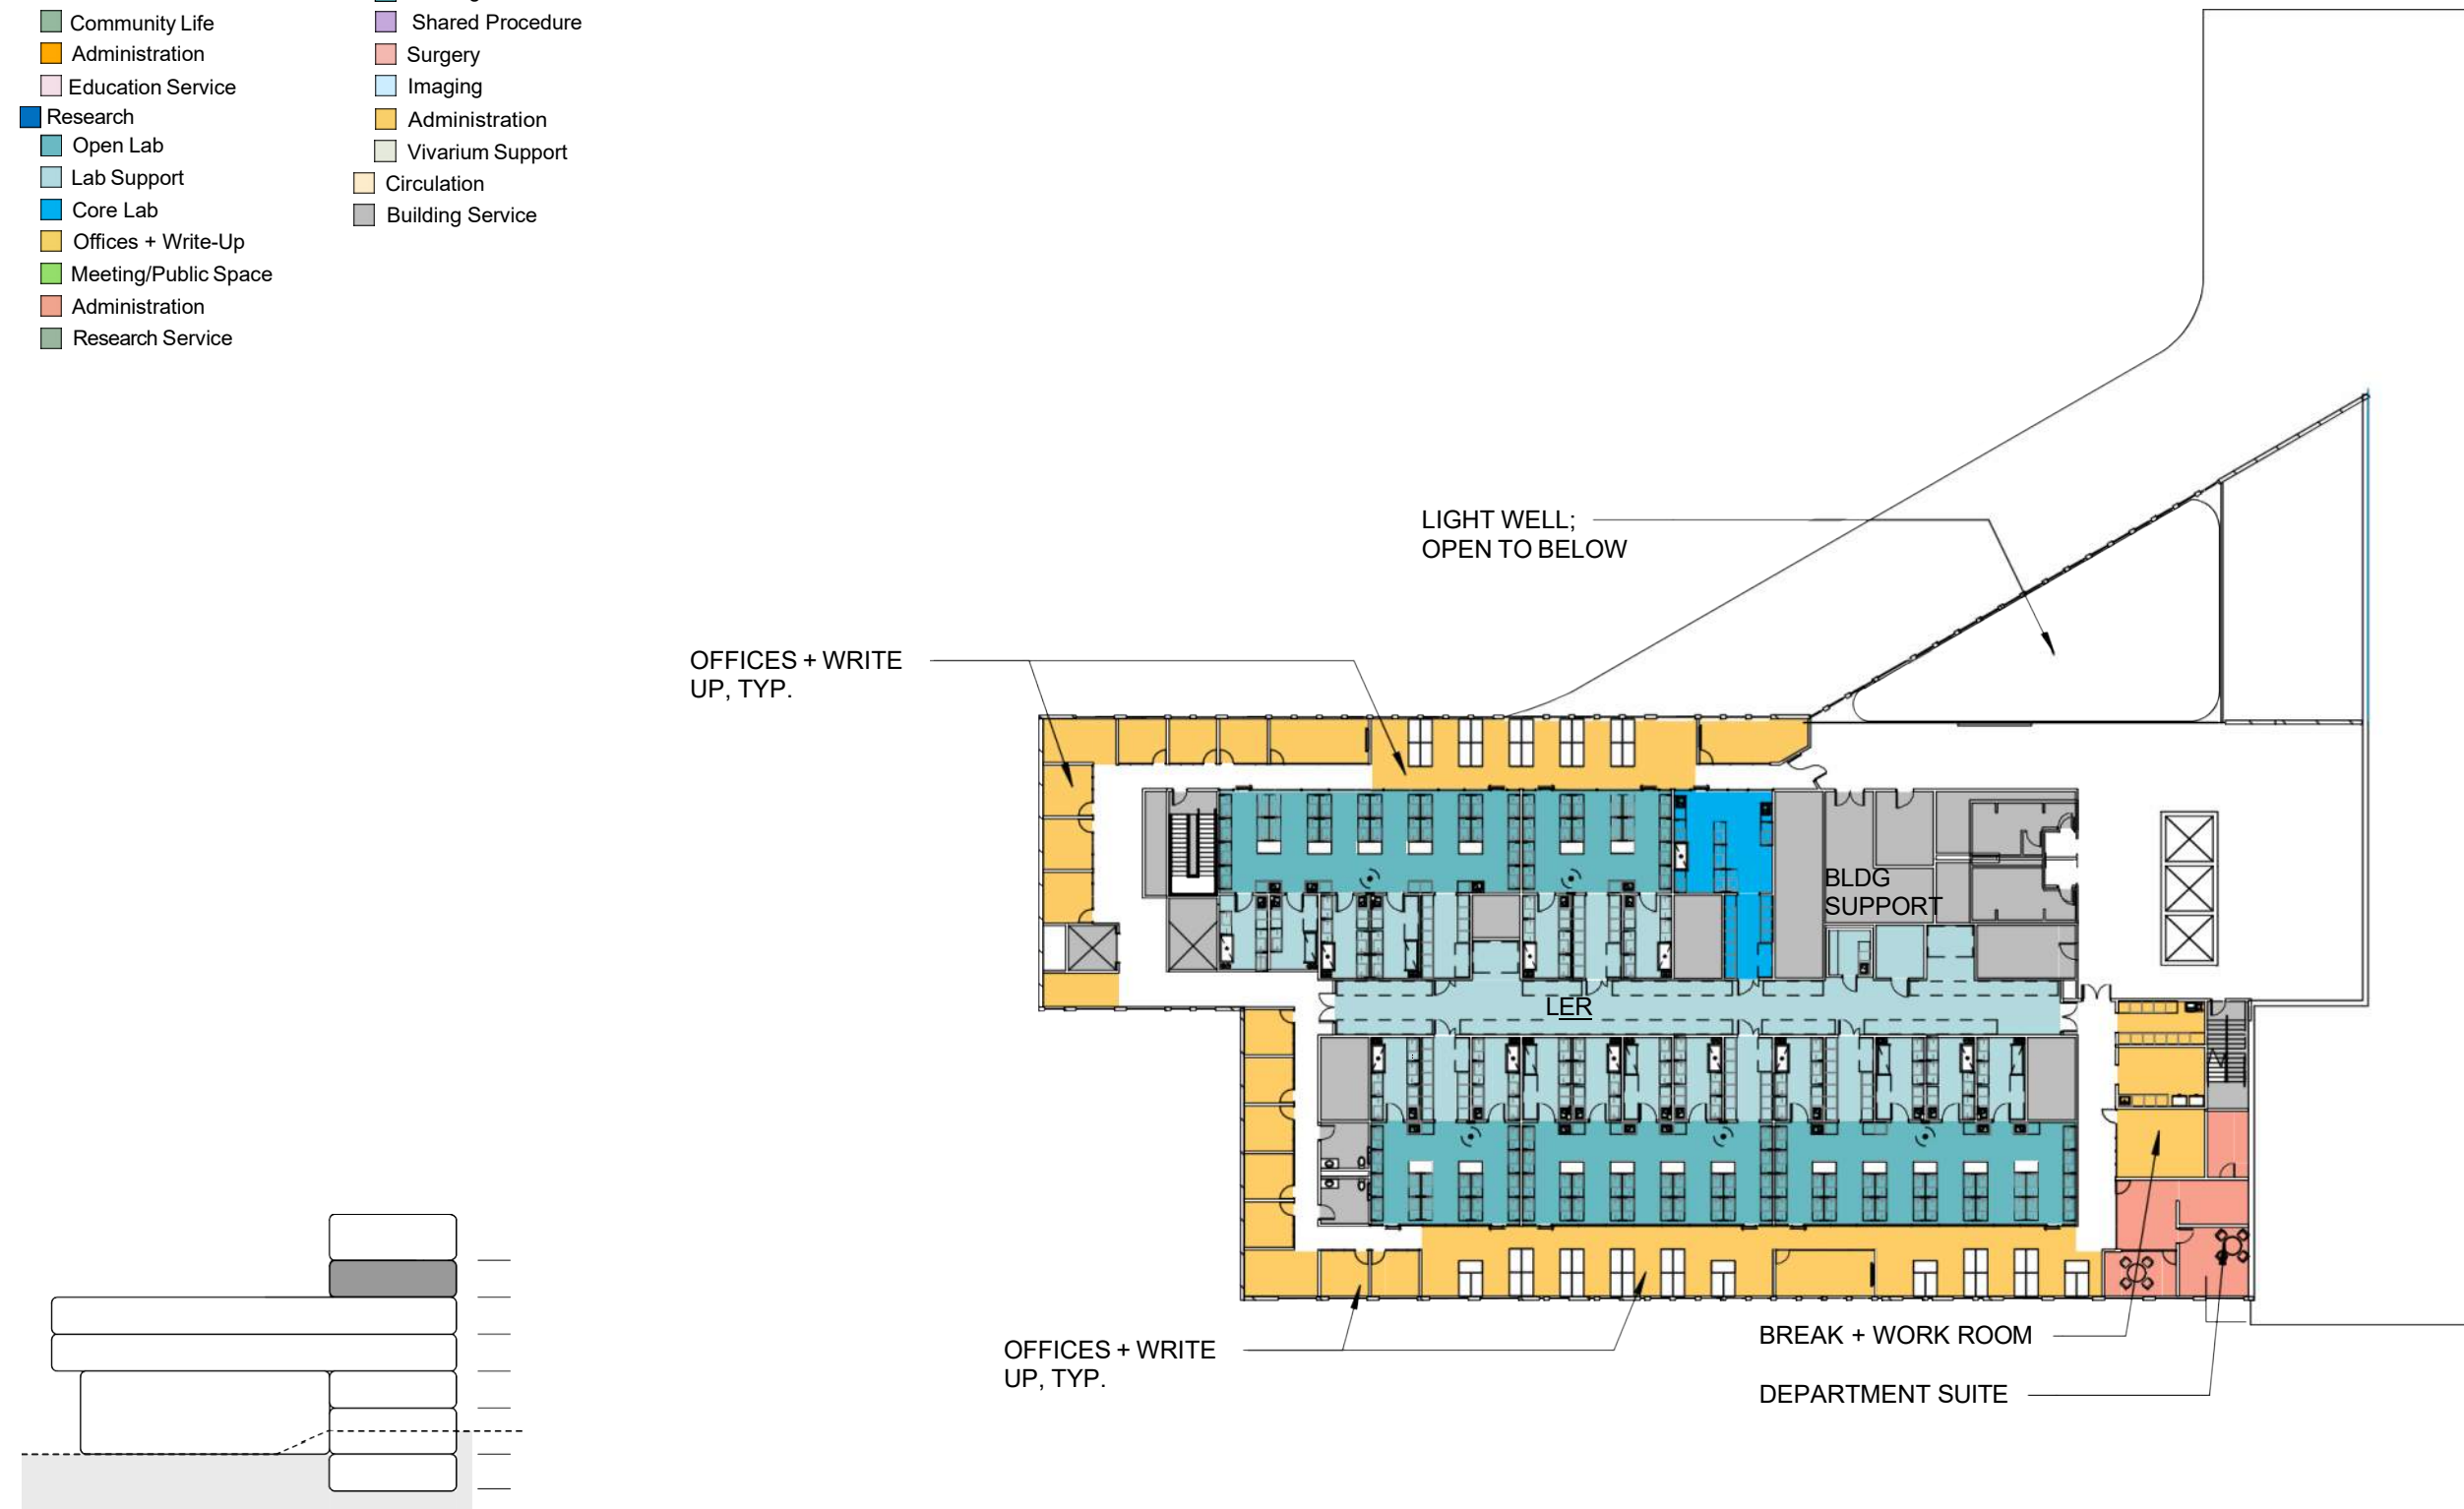 Community Life
Administration
Education Service
Research
Open Lab
Lab Support
Core Lab
Offices + Write-Up
Meeting/Public Space
Administration
Research Service
Shared Procedure
Surgery
Imaging
Administration
Vivarium Support
Circulation
Building Service
LIGHT WELL;
OPEN TO BELOW
OFFICES + WRITE
UP, TYP.
BLDG
SUPPORT
LER
OFFICES + WRITE
UP, TYP.
BREAK + WORK ROOM
DEPARTMENT SUITE